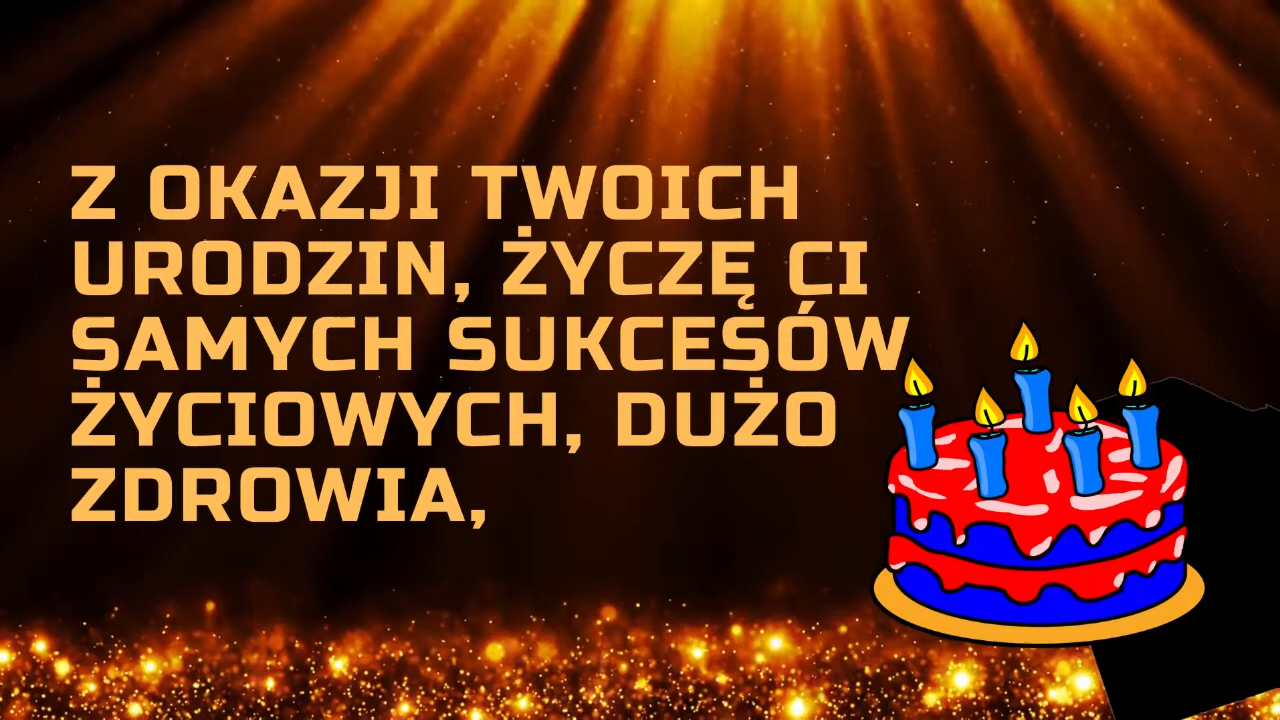 Z OKAZJI TWOICH
URODZIN, ŻYCZĘ CI
SAMYCH SUKCESÓW
ŻYCIOWYCH, DUŻO
ZDROWIA,